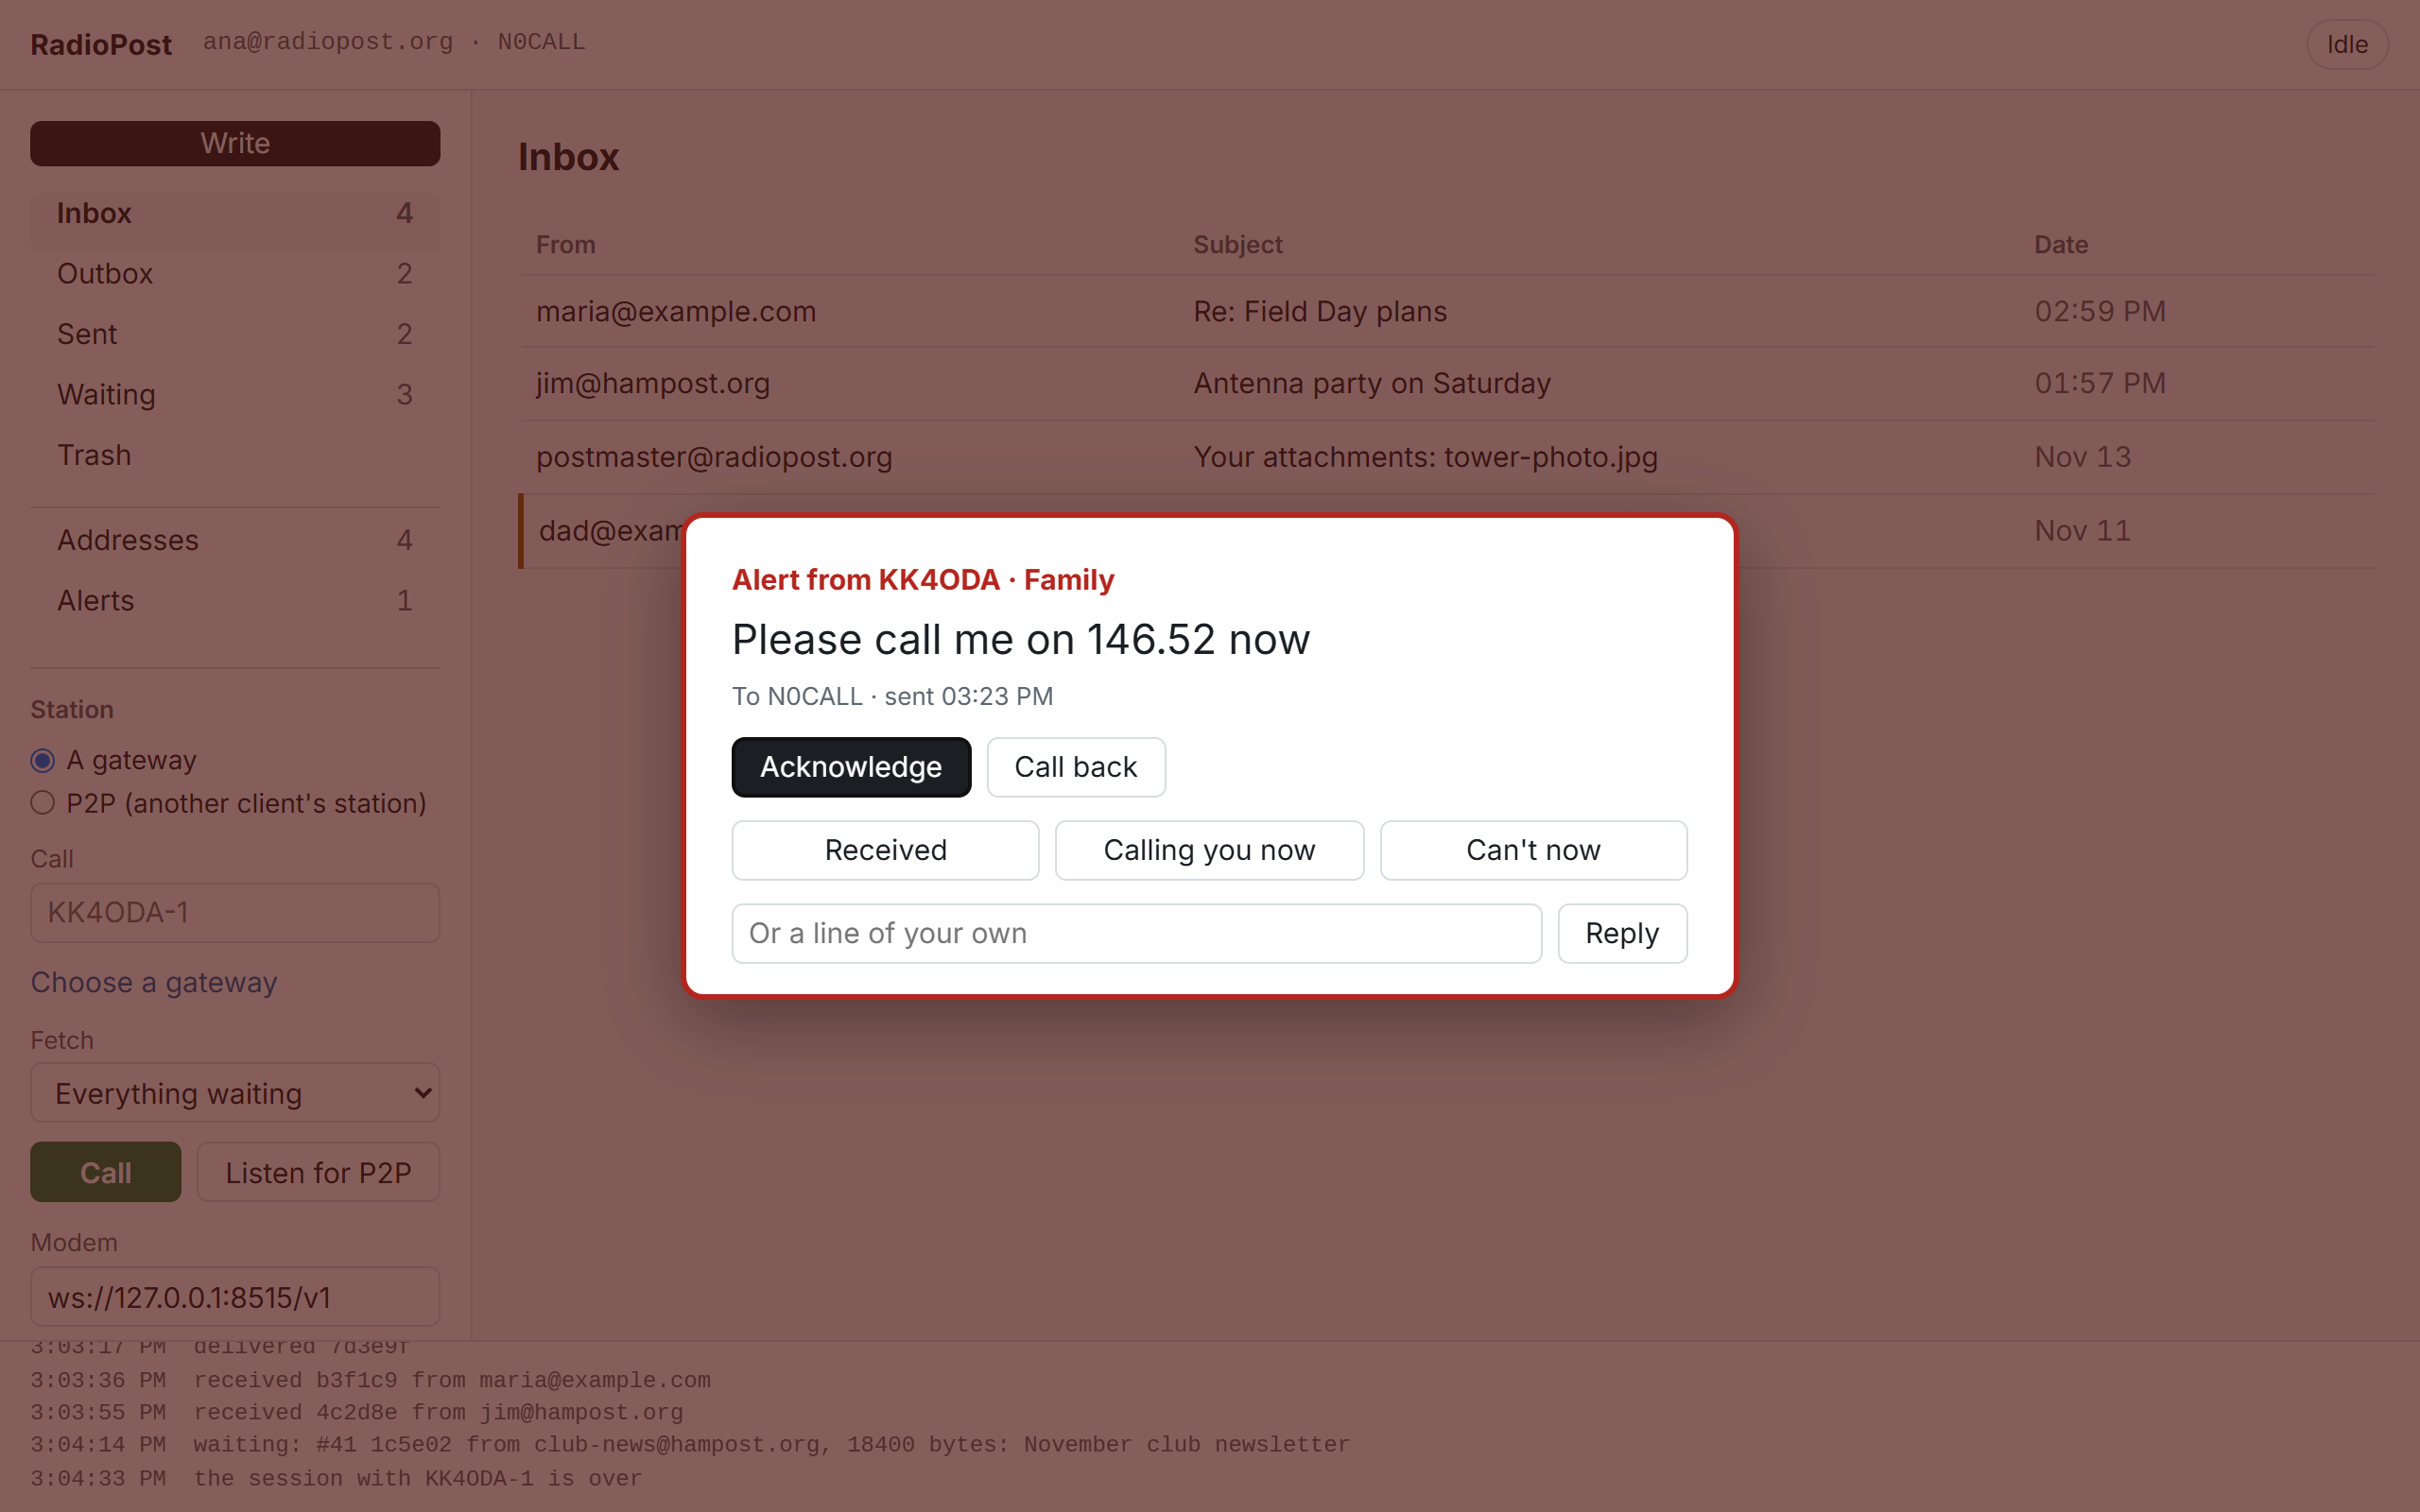 RadioPost ana@radiopost.org · N0CALL Idle
Write
Inbox 4
Outbox 2
Sent 2
Waiting 3
Trash
Addresses 4
Alerts 1
Station
A gateway
P2P (another client's station)
Call
KK4ODA-1
Choose a gateway
Fetch
Everything waiting
Call Listen for P2P
Modem
ws://127.0.0.1:8515/v1
Inbox
From Subject Date
maria@example.com Re: Field Day plans 02:59 PM
jim@hampost.org Antenna party on Saturday 01:57 PM
postmaster@radiopost.org Your attachments: tower-photo.jpg Nov 13
dad@exam Nov 11
Alert from KK4ODA · Family
Please call me on 146.52 now
To N0CALL · sent 03:23 PM
Acknowledge Call back
Received Calling you now Can't now
Or a line of your own Reply
3:03:17 PM delivered 7d3e9f
3:03:36 PM received b3f1c9 from maria@example.com
3:03:55 PM received 4c2d8e from jim@hampost.org
3:04:14 PM waiting: #41 1c5e02 from club-news@hampost.org, 18400 bytes: November club newsletter
3:04:33 PM the session with KK4ODA-1 is over